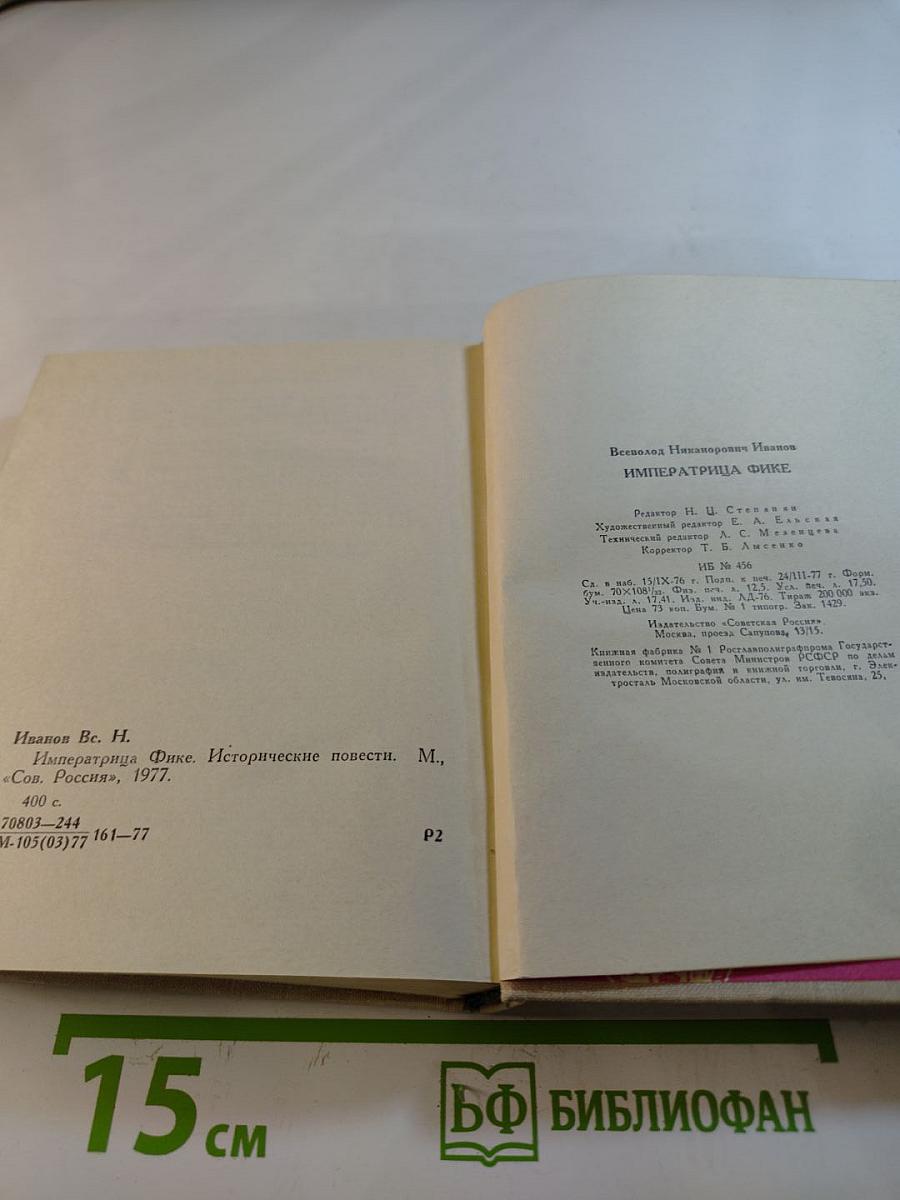 Иванов Вс. Н.
Императрица Фике. Исторические повести. М.,
«Сов. Россия», 1977.
400 с.
70803—244
М-105(03)77 161—77
Р2
Всеволод Никанорович Иванов
ИМПЕРАТРИЦА ФИКЕ
Редактор Н. Ц. Степанян
Художественный редактор Е. А. Ельская
Технический редактор Л. С. Мезенцева
Корректор Т. Б. Лысенко
ИБ № 456
Сд. в наб. 15/IX-76 г. Подп. к печ. 24/III-77 г. Форм.
бум. 70×108¹/₃₂. Физ. печ. л. 12,5. Усл. печ. л. 17,50.
Уч.-изд. л. 17,41. Изд. инд. ЛД-76. Тираж 200 000 экз.
Цена 73 коп. Бум. № 1 типогр. Зак. 1429.
Издательство «Советская Россия».
Москва, проезд Сапунова, 13/15.
Книжная фабрика № 1 Росглавполиграфпрома Государст-
венного комитета Совета Министров РСФСР по делам
издательств, полиграфии и книжной торговли, г. Элек-
тросталь Московской области, ул. им. Тевосяна, 25,
15 см
БФ БИБЛИОФАН